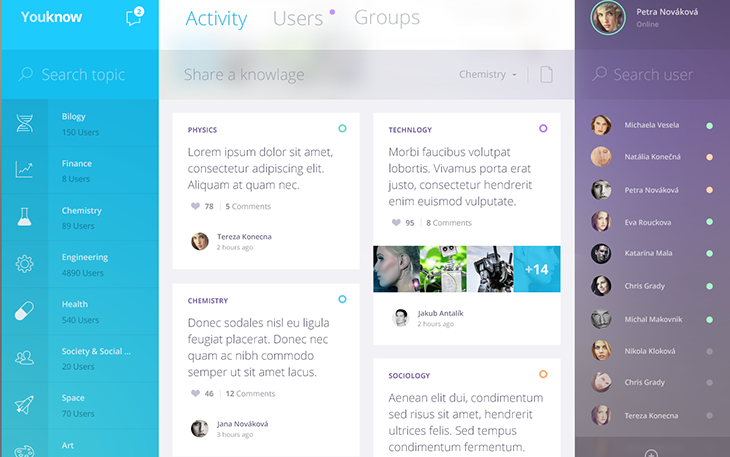 Youknow
2
Search topic
Bilogy
150 Users
Finance
8 Users
Chemistry
89 Users
Engineering
4890 Users
Health
540 Users
Society & Social ...
20 Users
Space
70 Users
Art
Activity
Users
Groups
Share a knowlage
Chemistry
PHYSICS
Lorem ipsum dolor sit amet,
consectetur adipiscing elit.
Aliquam at quam nec.
78
5 Comments
Tereza Konecna
2 hours ago
CHEMISTRY
Donec sodales nisl eu ligula
feugiat placerat. Donec nec
quam ac nibh commodo
semper ut sit amet lacus.
46
12 Comments
Jana Nováková
3 hours ago
TECHNLOGY
Morbi faucibus volutpat
lobortis. Vivamus porta erat
justo, consectetur hendrerit
enim euismod vulputate.
95
8 Comments
+14
Jakub Antalík
2 hours ago
SOCIOLOGY
Aenean elit dui, condimentum
sed risus sit amet, hendrerit
ultrices felis. Sed tempus
condimentum fermentum.
Petra Nováková
Online
Search user
Michaela Vesela
Natália Konečná
Petra Nováková
Eva Rouckova
Katarína Mala
Chris Grady
Michal Makovnik
Nikola Kloková
Chris Grady
Tereza Konecna